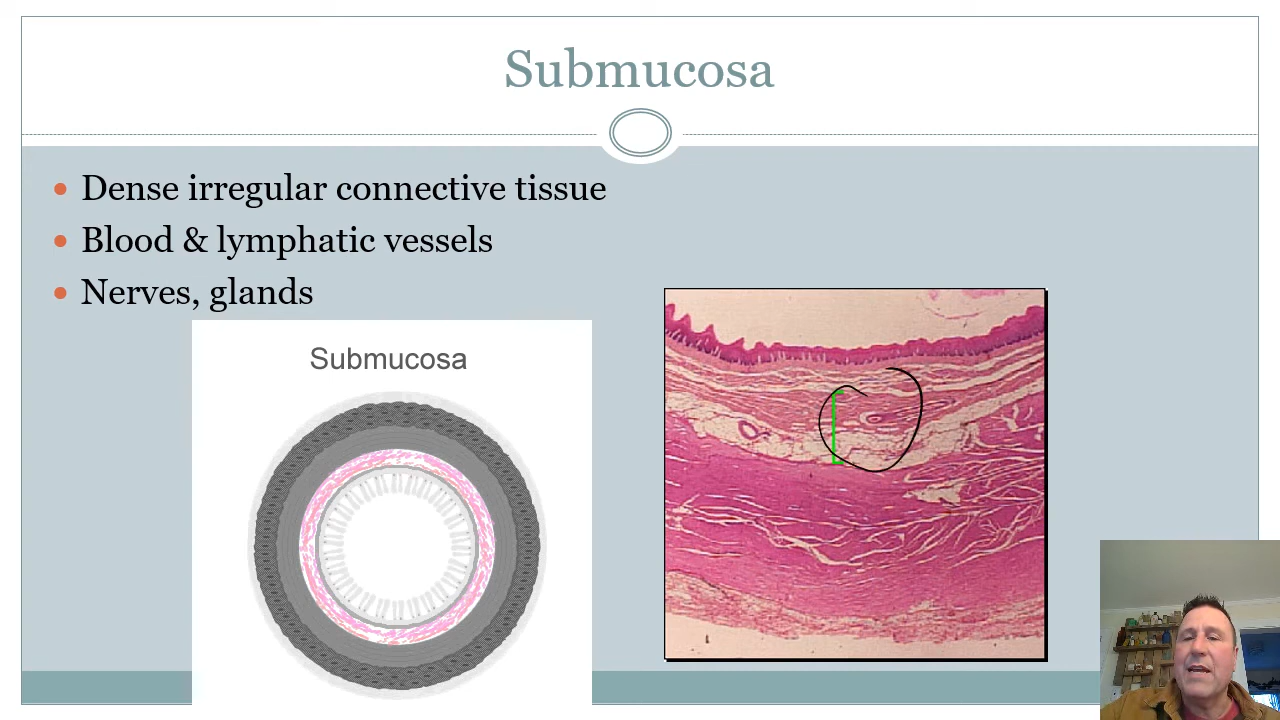 Submucosa
Dense irregular connective tissue
Blood & lymphatic vessels
Nerves, glands
Submucosa